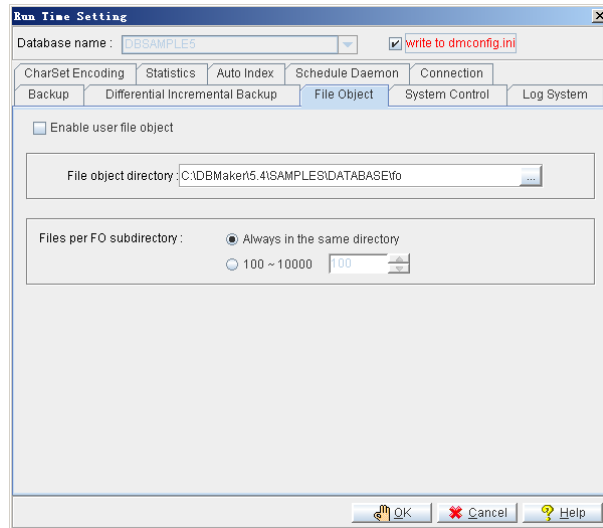 Run Time Setting
Database name : DBSAMPLE5 write to dmconfig.ini
CharSet Encoding Statistics Auto Index Schedule Daemon Connection
Backup Differential Incremental Backup File Object System Control Log System
Enable user file object
File object directory : C:\DBMaker\5.4\SAMPLES\DATABASE\fo ...
Files per FO subdirectory : Always in the same directory
100 ~ 10000 100
OK Cancel Help